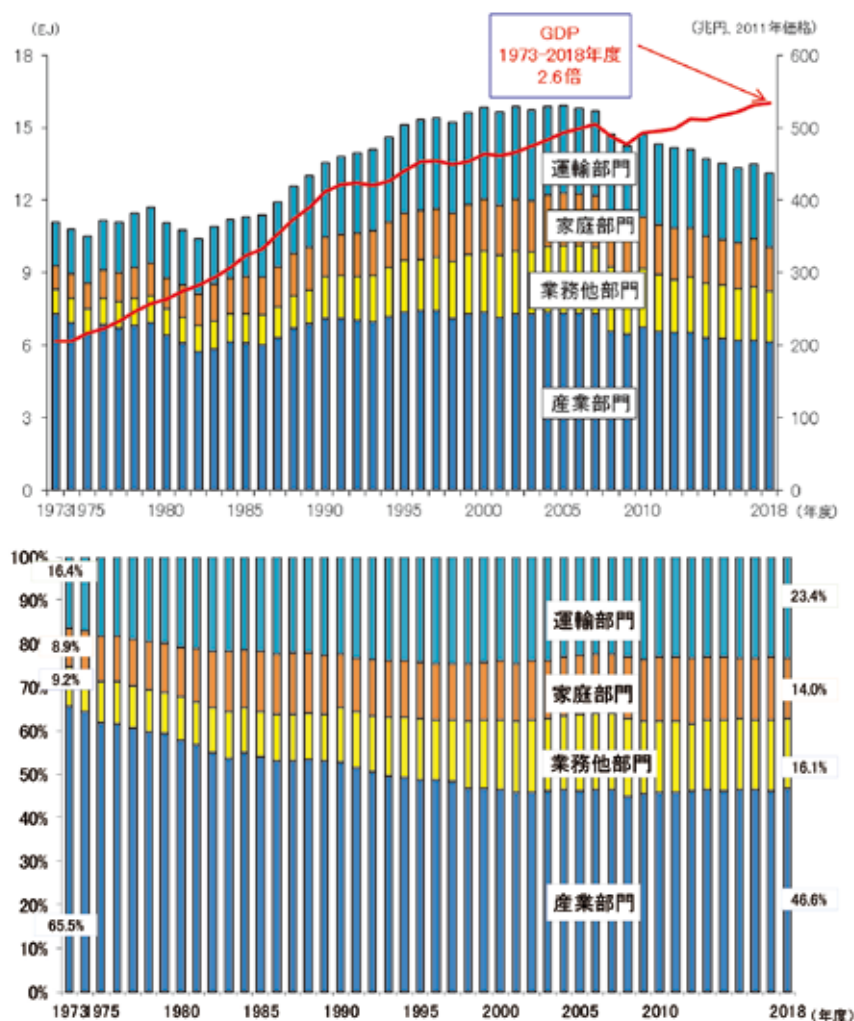 (EJ)
(兆円, 2011年価格)
GDP
1973-2018年度
2.6倍
18
15
12
9
6
3
0
600
500
400
300
200
100
0
運輸部門
家庭部門
業務他部門
産業部門
1973 1975 1980 1985 1990 1995 2000 2005 2010 2018 (年度)
100%
90%
80%
70%
60%
50%
40%
30%
20%
10%
0%
16.4%
8.9%
9.2%
65.5%
運輸部門
家庭部門
業務他部門
産業部門
23.4%
14.0%
16.1%
46.6%
1973 1975 1980 1985 1990 1995 2000 2005 2010 2018 (年度)